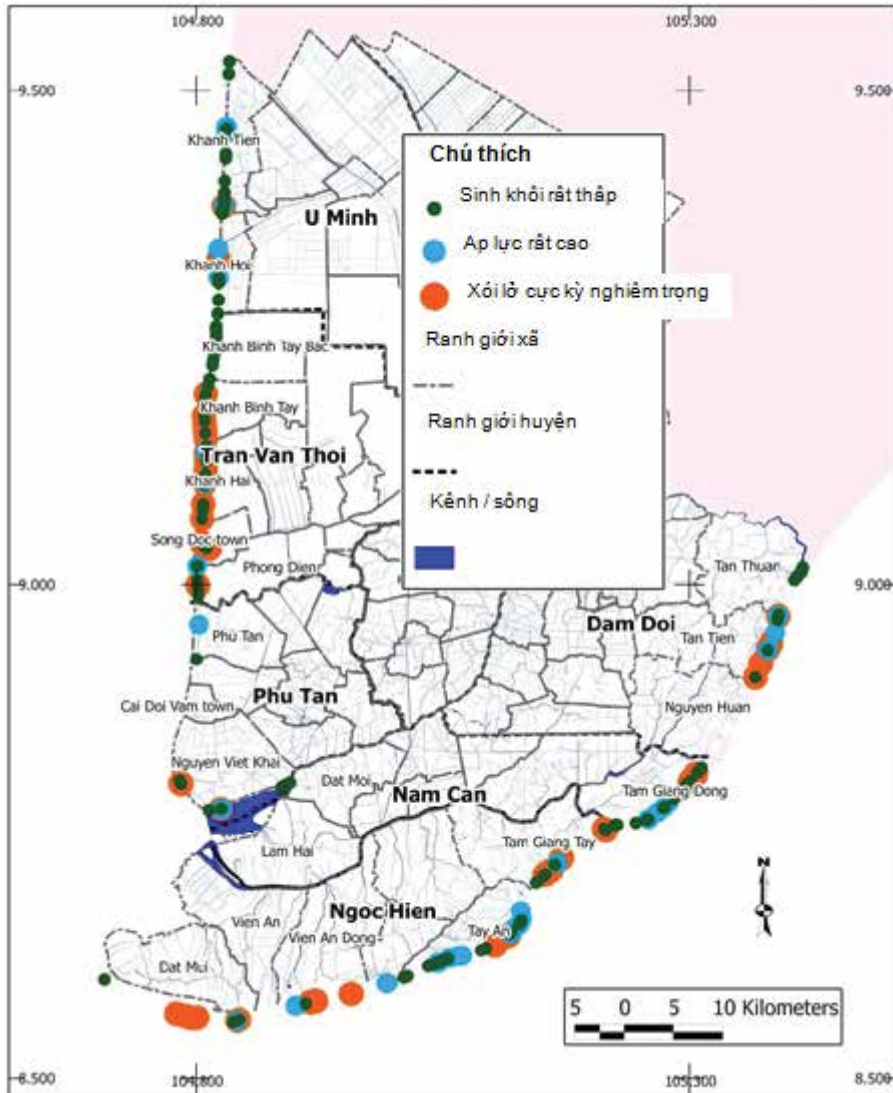 104.800 105.300
9.500 9.500
Khanh Tien
Chú thích
Sinh khối rất thấp
U Minh
Áp lực rất cao
Khanh Hoi
Xói lở cực kỳ nghiêm trọng
Ranh giới xã
Khanh Binh Tay Bac
Khanh Binh Tay
Ranh giới huyện
Tran Van Thoi
Khanh Hai
Kênh / sông
Song Doc town
Phong Dien
Tan Thuan
9.000 9.000
Dam Doi
Phu Tan
Tan Tien
Phu Tan
Cai Doi Vam town
Nguyen Huan
Nguyen Viet Khai
Dat Moi
Nam Can
Tam Giang Dong
Lam Hai
Tam Giang Tay
N
Ngoc Hien
Vien An
Vien An Dong
Tay An
Dat Mui
5 0 5 10 Kilometers
8.500 8.500
104.800 105.300